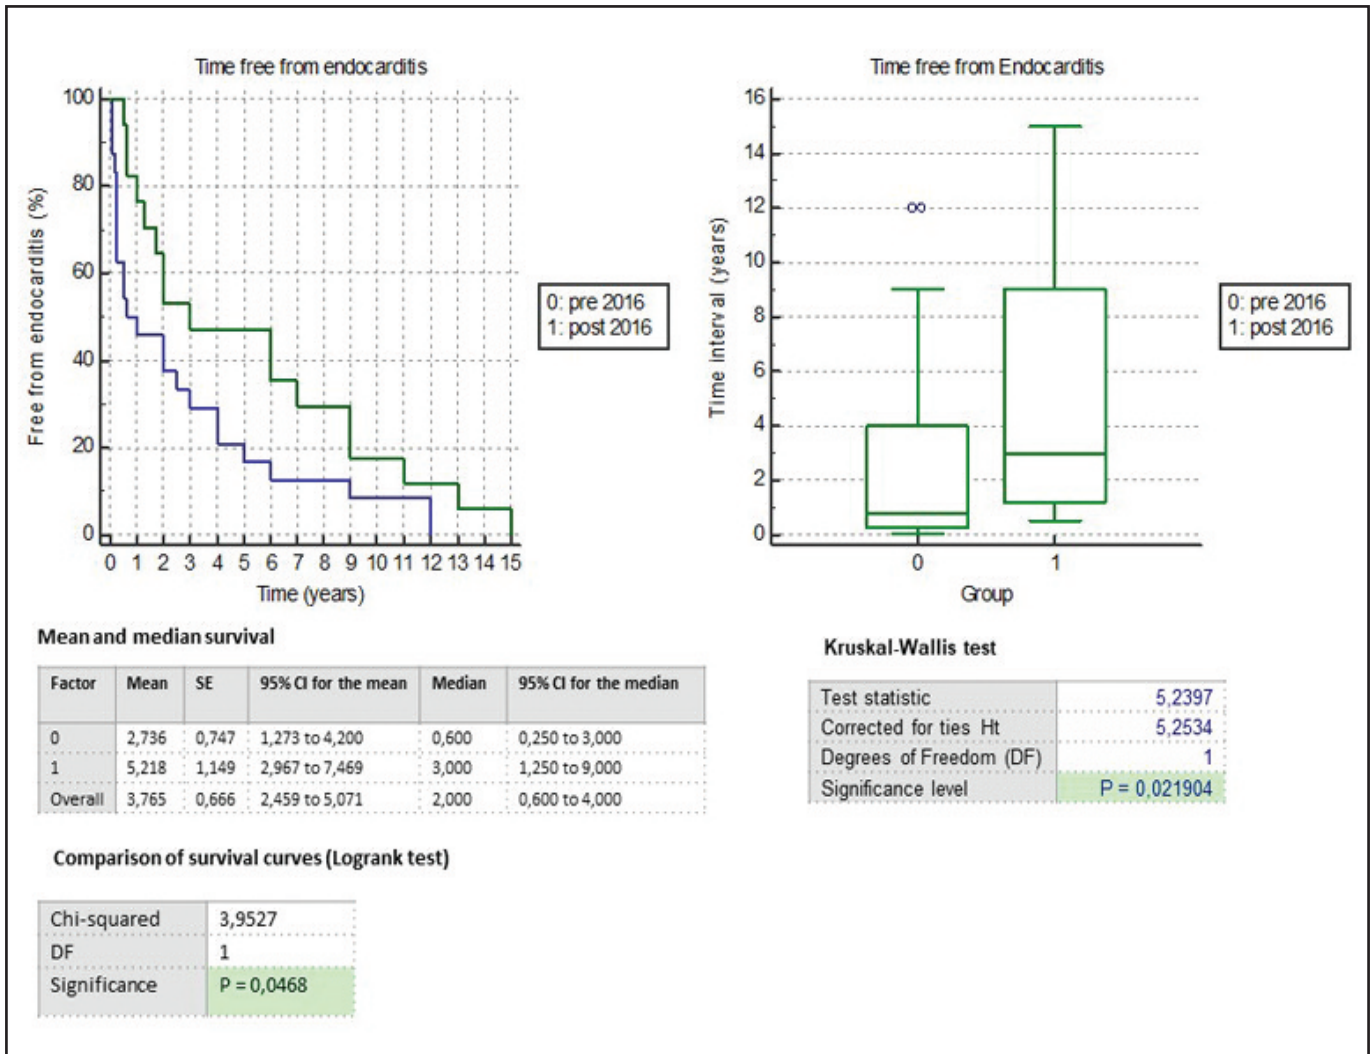 Time free from endocarditis
Free from endocarditis (%)
100
80
60
40
20
0
0 1 2 3 4 5 6 7 8 9 10 11 12 13 14 15
Time (years)
0: pre 2016
1: post 2016
Time free from Endocarditis
Time interval (years)
16
14
12
10
8
6
4
2
0
0 1
Group
0: pre 2016
1: post 2016
Mean and median survival
Factor Mean SE 95% CI for the mean Median 95% CI for the median
0 2,736 0,747 1,273 to 4,200 0,600 0,250 to 3,000
1 5,218 1,149 2,967 to 7,469 3,000 1,250 to 9,000
Overall 3,765 0,666 2,459 to 5,071 2,000 0,600 to 4,000
Kruskal-Wallis test
Test statistic 5,2397
Corrected for ties Ht 5,2534
Degrees of Freedom (DF) 1
Significance level P = 0,021904
Comparison of survival curves (Logrank test)
Chi-squared 3,9527
DF 1
Significance P = 0,0468